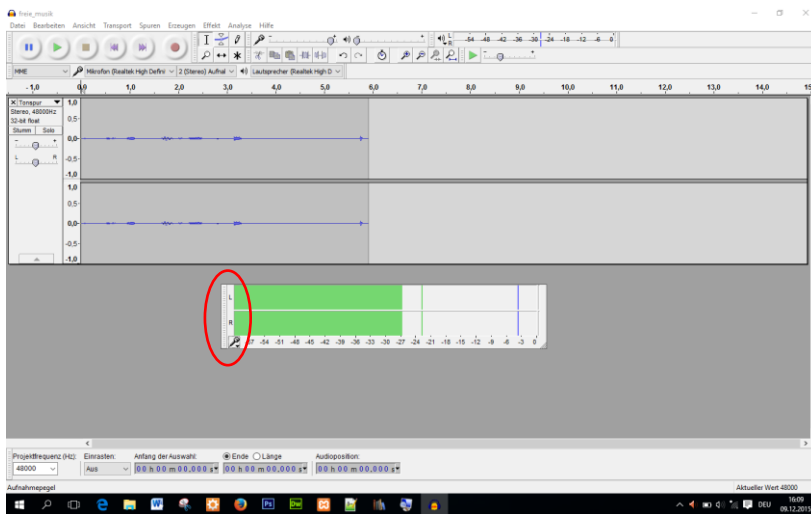 freie_musik
Datei Bearbeiten Ansicht Transport Spuren Erzeugen Effekt Analyse Hilfe
L R -54 -48 -42 -36 -30 -24 -18 -12 -6 0
MME Mikrofon (Realtek High Defini 2 (Stereo) Aufnal Lautsprecher (Realtek High D
-1,0 0,0 1,0 2,0 3,0 4,0 5,0 6,0 7,0 8,0 9,0 10,0 11,0 12,0 13,0 14,0 15
Tonspur
Stereo, 48000Hz
32-bit float
Stumm Solo
- +
L R
1,0
0,5-
0,0-
-0,5-
-1,0
1,0
0,5-
0,0-
-0,5-
-1,0
L
R
-54 -51 -48 -45 -42 -39 -36 -33 -30 -27 -24 -21 -18 -15 -12 -9 -6 -3 0
Projektfrequenz (Hz): Einrasten: Anfang der Auswahl: Ende Länge Audioposition:
48000 Aus 00 h 00 m 00,000 s 00 h 00 m 00,000 s 00 h 00 m 00,000 s
Aufnahmepegel Aktueller Wert 48000
Ps Dw DEU 16:09
09.12.2015